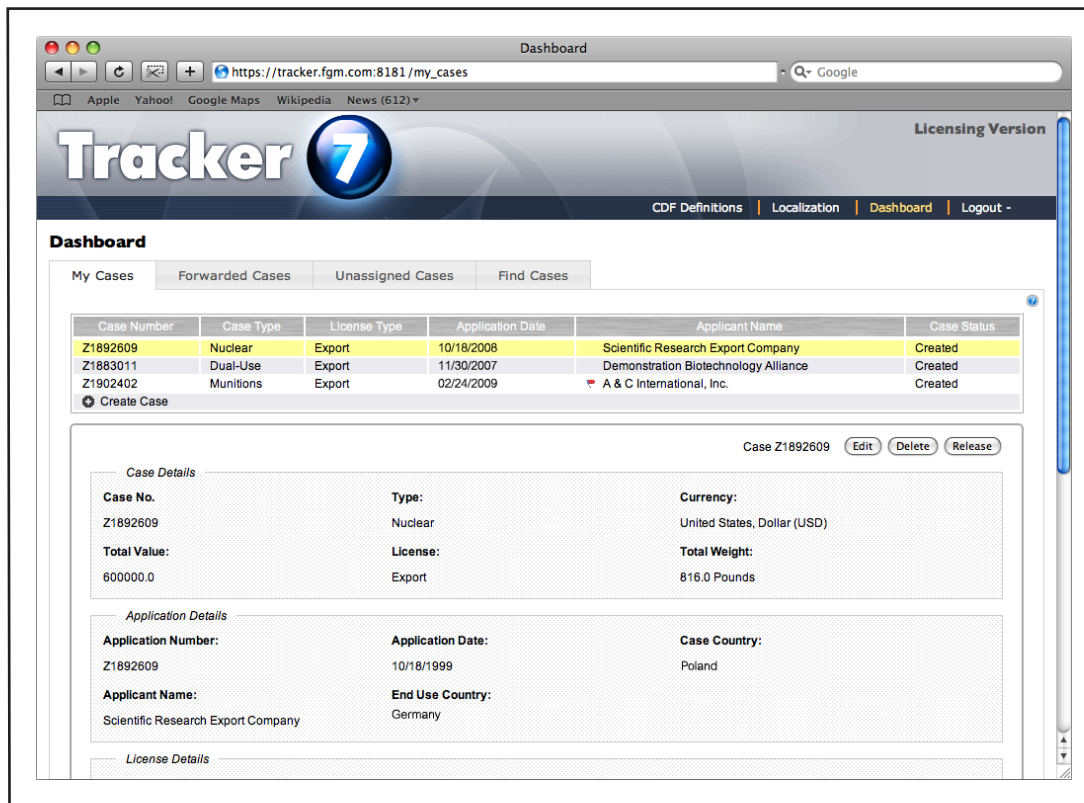 Dashboard
https://tracker.fgm.com:8181/my_cases
Google
Apple Yahoo! Google Maps Wikipedia News (612)
Licensing Version
Tracker 7
CDF Definitions | Localization | Dashboard | Logout -
Dashboard
My Cases Forwarded Cases Unassigned Cases Find Cases
Case Number Case Type License Type Application Date Applicant Name Case Status
Z1892609 Nuclear Export 10/18/2008 Scientific Research Export Company Created
Z1883011 Dual-Use Export 11/30/2007 Demonstration Biotechnology Alliance Created
Z1902402 Munitions Export 02/24/2009 A & C International, Inc. Created
Create Case
Case Z1892609 Edit Delete Release
Case Details
Case No. Type: Currency:
Z1892609 Nuclear United States, Dollar (USD)
Total Value: License: Total Weight:
600000.0 Export 816.0 Pounds
Application Details
Application Number: Application Date: Case Country:
Z1892609 10/18/1999 Poland
Applicant Name: End Use Country:
Scientific Research Export Company Germany
License Details